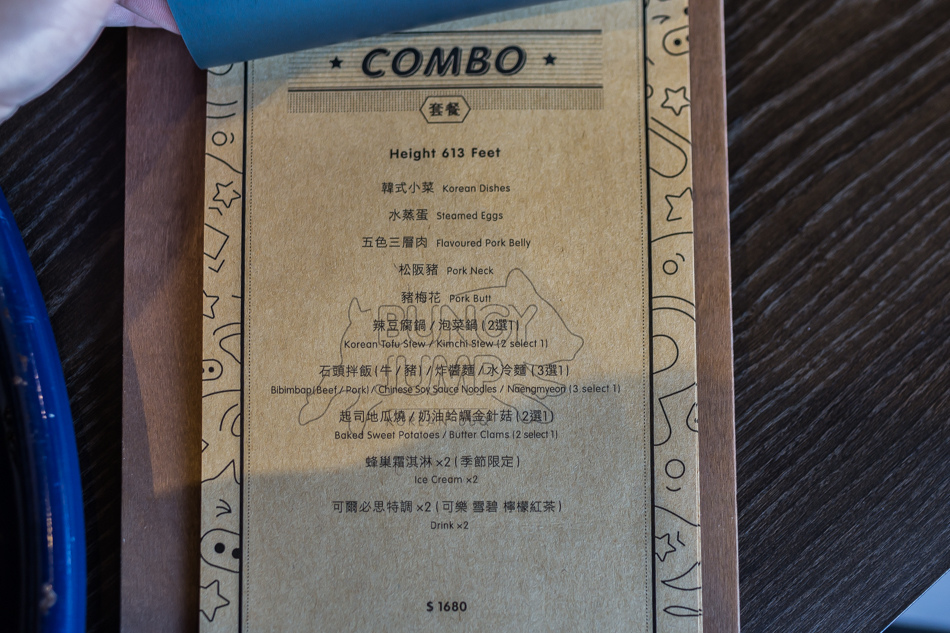 ★ COMBO ★
套餐
Height 613 Feet
韓式小菜 Korean Dishes
水蒸蛋 Steamed Eggs
五色三層肉 Flavoured Pork Belly
松阪豬 Pork Neck
豬梅花 Pork Butt
BUNGY
辣豆腐鍋 / 泡菜鍋 (2選1)
Korean Tofu Stew / Kimchi Stew (2 select 1)
JUMP
石頭拌飯 (牛 / 豬) / 炸醬麵 / 水冷麵 (3選1)
Bibimbap(Beef / Pork) / Chinese Soy Sauce Noodles / Naengmyeon (3 select 1)
起司地瓜燒 / 奶油蛤蠣金針菇 (2選1)
Baked Sweet Potatoes / Butter Clams (2 select 1)
蜂巢霜淇淋 ×2 (季節限定)
Ice Cream ×2
可爾必思特調 ×2 (可樂 雪碧 檸檬紅茶)
Drink ×2
$ 1680